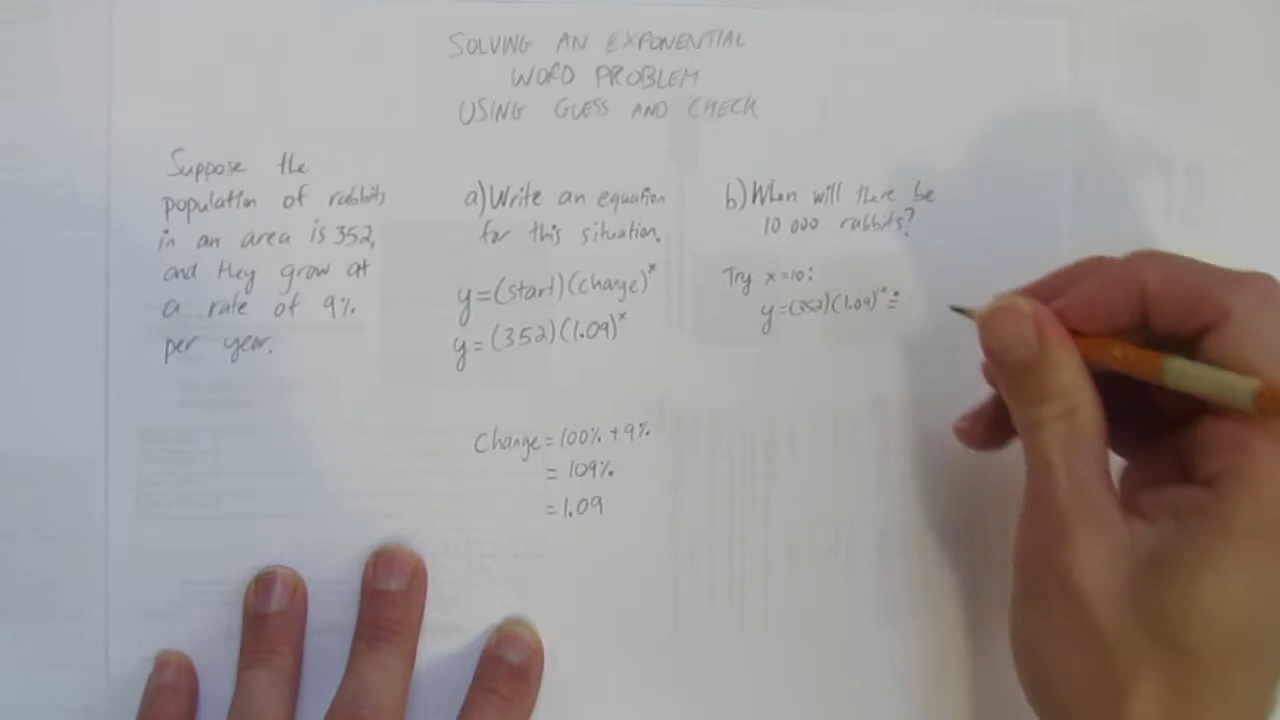 SOLVING AN EXPONENTIAL
WORD PROBLEM
USING GUESS AND CHECK
Suppose the
population of rabbits
in an area is 352,
and they grow at
a rate of 9%
per year.
a) Write an equation
for this situation.
y=(start)(change)ˣ
y=(352)(1.09)ˣ
Change=100%+9%
=109%
=1.09
b) When will there be
10 000 rabbits?
Try x=10:
y=(352)(1.09)¹⁰≐